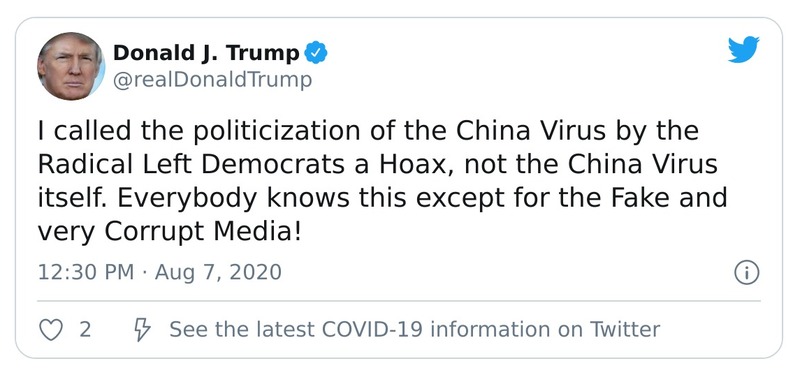 Donald J. Trump
@realDonaldTrump
I called the politicization of the China Virus by the
Radical Left Democrats a Hoax, not the China Virus
itself. Everybody knows this except for the Fake and
very Corrupt Media!
12:30 PM · Aug 7, 2020
2 See the latest COVID-19 information on Twitter